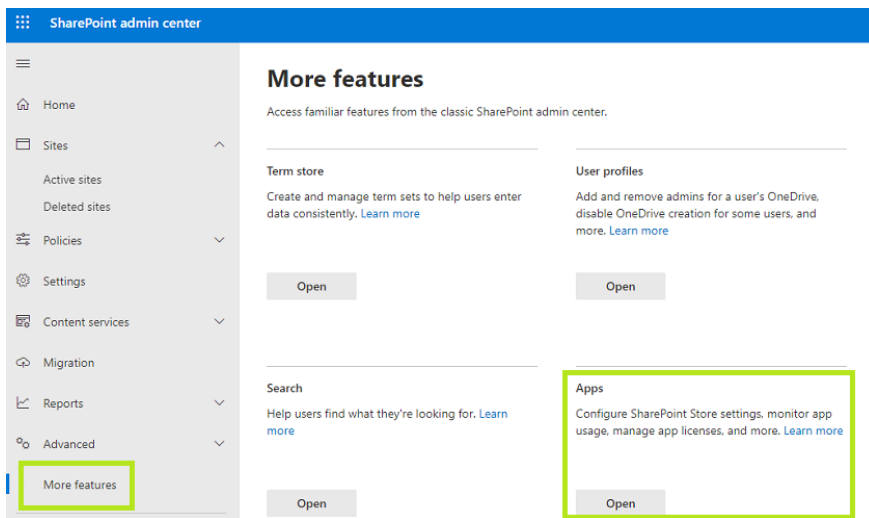 SharePoint admin center
Home
Sites
Active sites
Deleted sites
Policies
Settings
Content services
Migration
Reports
Advanced
More features
More features
Access familiar features from the classic SharePoint admin center.
Term store
Create and manage term sets to help users enter
data consistently. Learn more
Open
User profiles
Add and remove admins for a user's OneDrive,
disable OneDrive creation for some users, and
more. Learn more
Open
Search
Help users find what they're looking for. Learn
more
Open
Apps
Configure SharePoint Store settings, monitor app
usage, manage app licenses, and more. Learn more
Open